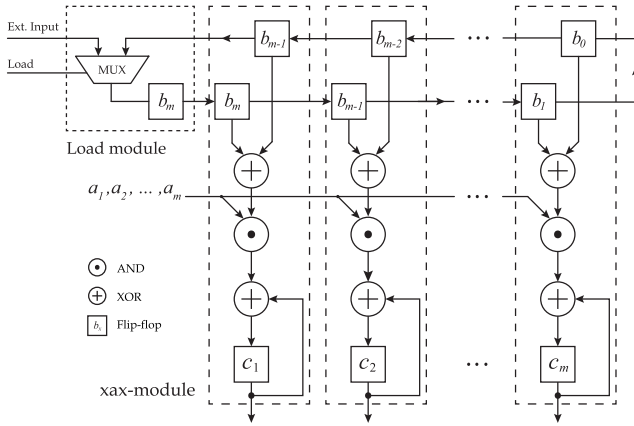 Ext. Input
Load
MUX
b_m
Load module
b_{m-1} b_{m-2} ... b_0
b_m b_{m-1} ... b_1
a_1,a_2, ... ,a_m ...
AND
XOR
b_x Flip-flop
c_1 c_2 ... c_m
xax-module